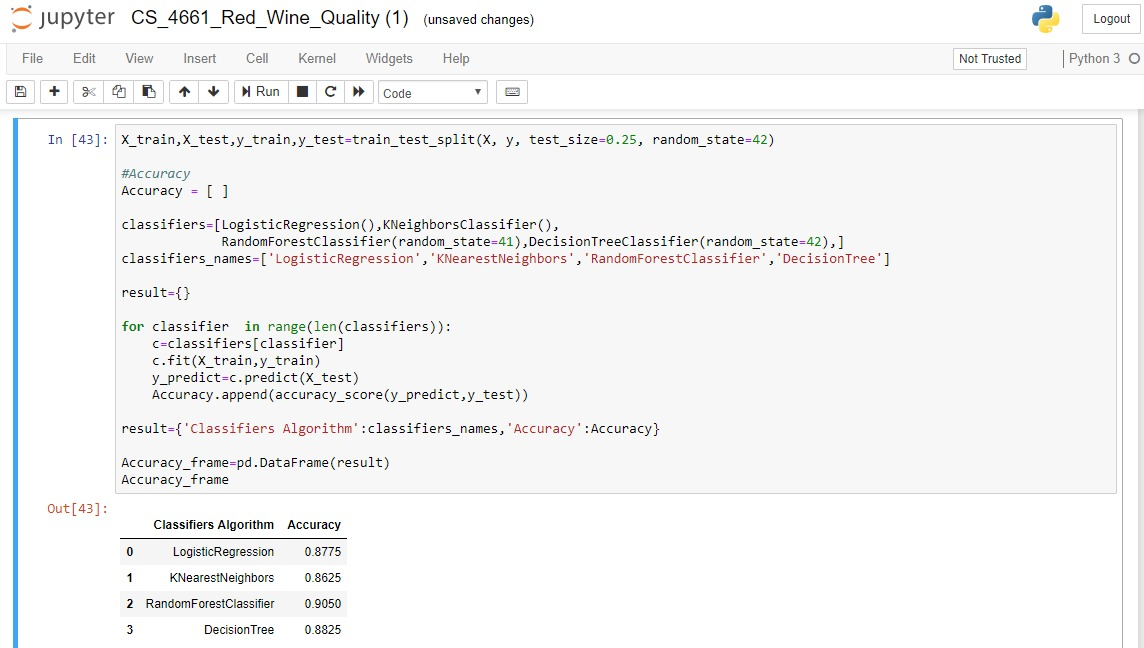 jupyter CS_4661_Red_Wine_Quality (1) (unsaved changes) Logout
File Edit View Insert Cell Kernel Widgets Help Not Trusted Python 3
Run Code
In [43]: X_train,X_test,y_train,y_test=train_test_split(X, y, test_size=0.25, random_state=42)
#Accuracy
Accuracy = [ ]
classifiers=[LogisticRegression(),KNeighborsClassifier(),
RandomForestClassifier(random_state=41),DecisionTreeClassifier(random_state=42),]
classifiers_names=['LogisticRegression','KNearestNeighbors','RandomForestClassifier','DecisionTree']
result={}
for classifier  in range(len(classifiers)):
c=classifiers[classifier]
c.fit(X_train,y_train)
y_predict=c.predict(X_test)
Accuracy.append(accuracy_score(y_predict,y_test))
result={'Classifiers Algorithm':classifiers_names,'Accuracy':Accuracy}
Accuracy_frame=pd.DataFrame(result)
Accuracy_frame
Out[43]:
Classifiers Algorithm Accuracy
0 LogisticRegression 0.8775
1 KNearestNeighbors 0.8625
2 RandomForestClassifier 0.9050
3 DecisionTree 0.8825